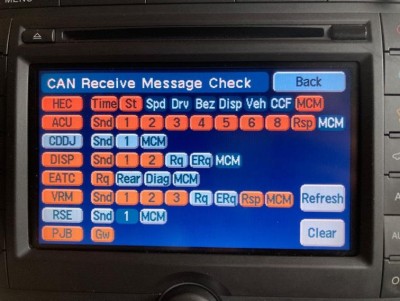 MENU
CAN Receive Message Check Back
HEC Time St Spd Drv Bez Disp Veh CCF MCM
ACU Snd 1 2 3 4 5 6 8 Rsp MCM
CDDJ Snd 1 MCM
DISP Snd 1 2 Rq ERq MCM
EATC Rq Rear Diag MCM
VRM Snd 1 2 3 Rq ERq Rsp MCM Refresh
RSE Snd 1 MCM
PJB Gw Clear